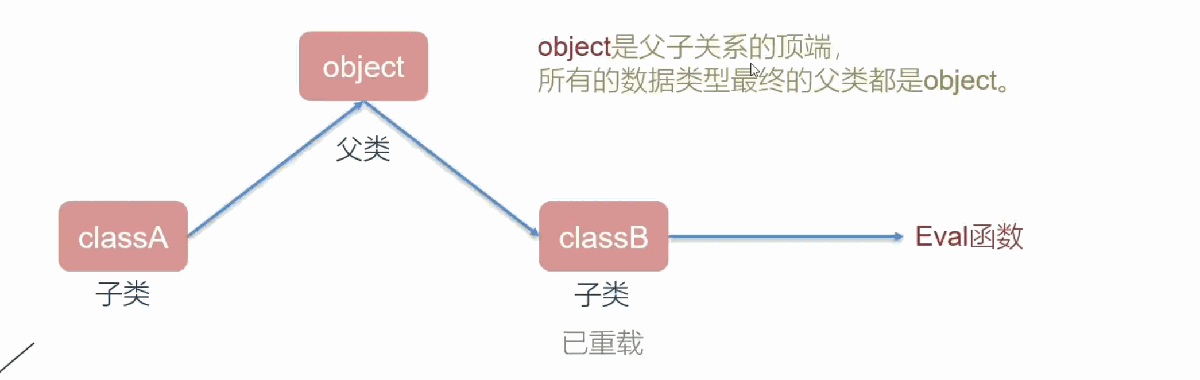 object
object是父子关系的顶端，
所有的数据类型最终的父类都是object。
父类
classA
classB
Eval函数
子类
子类
已重载